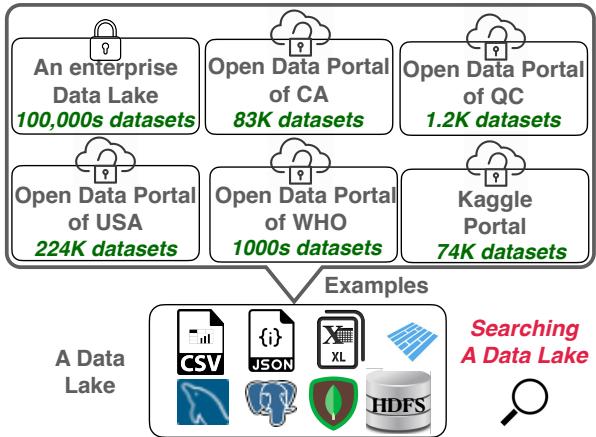 An enterprise
Data Lake
100,000s datasets
Open Data Portal
of CA
83K datasets
Open Data Portal
of QC
1.2K datasets
Open Data Portal
of USA
224K datasets
Open Data Portal
of WHO
1000s datasets
Kaggle
Portal
74K datasets
Examples
A Data
Lake
CSV
{i}
JSON
X
XL
HDFS
Searching
A Data Lake